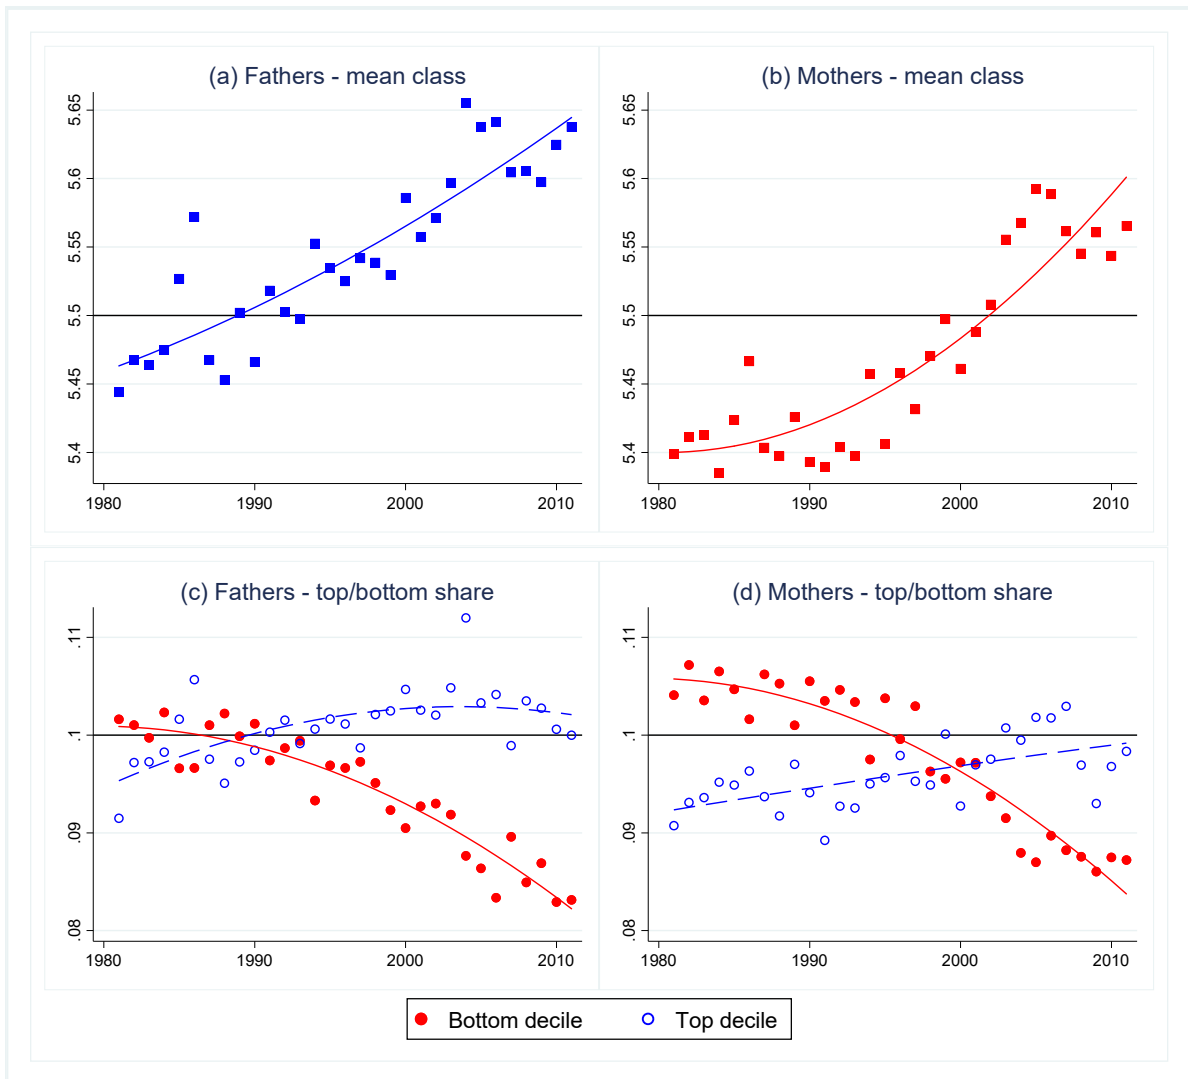 (a) Fathers - mean class
5.65
5.6
5.55
5.5
5.45
5.4
1980 1990 2000 2010
(b) Mothers - mean class
5.65
5.6
5.55
5.5
5.45
5.4
1980 1990 2000 2010
(c) Fathers - top/bottom share
.11
.1
.09
.08
1980 1990 2000 2010
(d) Mothers - top/bottom share
.11
.1
.09
.08
1980 1990 2000 2010
Bottom decile Top decile